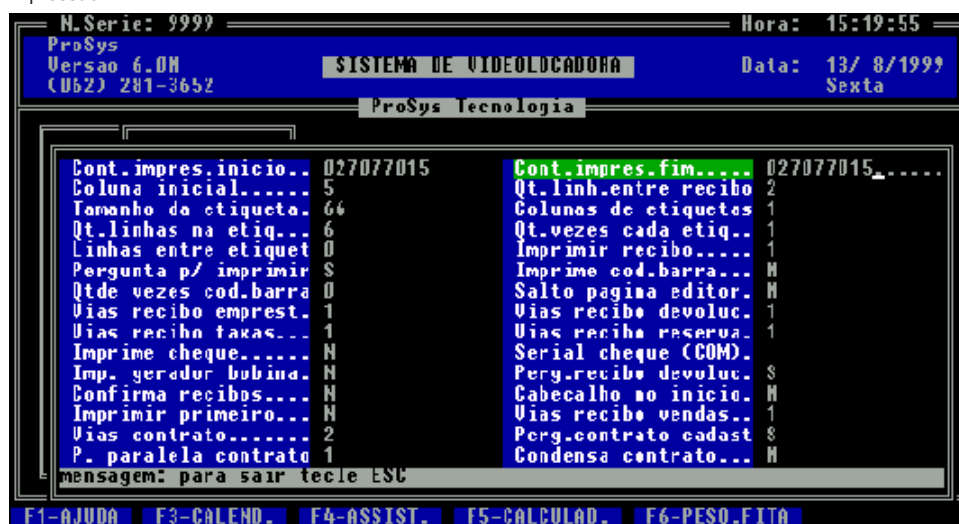 N.Serie: 9999 Hora: 15:19:55
ProSys
Versao 6.0M SISTEMA DE VIDEOLOCADORA Data: 13/ 8/1999
(062) 281-3652 Sexta
ProSys Tecnologia
Cont.impres.inicio.. 027077015 Cont.impres.fim..... 027077015_.....
Coluna inicial...... 5 Qt.linh.entre recibo 2
Tamanho da etiqueta. 64 Colunas de etiquetas 1
Qt.linhas na etiq... 6 Qt.vezes cada etiq.. 1
Linhas entre etiquet 0 Imprimir recibo..... 1
Pergunta p/ imprimir S Imprime cod.barra... N
Qtde vezes cod.barra 0 Salto pagina editor. N
Vias recibo emprest. 1 Vias recibo devoluc. 1
Vias recibo taxas... 1 Vias recibo reserva. 1
Imprime cheque...... N Serial cheque (COM).
Imp. gerador bobina. N Perg.recibo devoluc. S
Confirma recibos.... N Cabecalho no inicio. N
Imprimir primeiro... N Vias recibo vendas.. 1
Vias contrato....... 2 Perg.contrato cadast S
P. paralela contrato 1 Condensa contrato... N
mensagem: para sair tecle ESC
F1-AJUDA F3-CALEND. F4-ASSIST. F5-CALCULAD. F6-PESQ.FITA